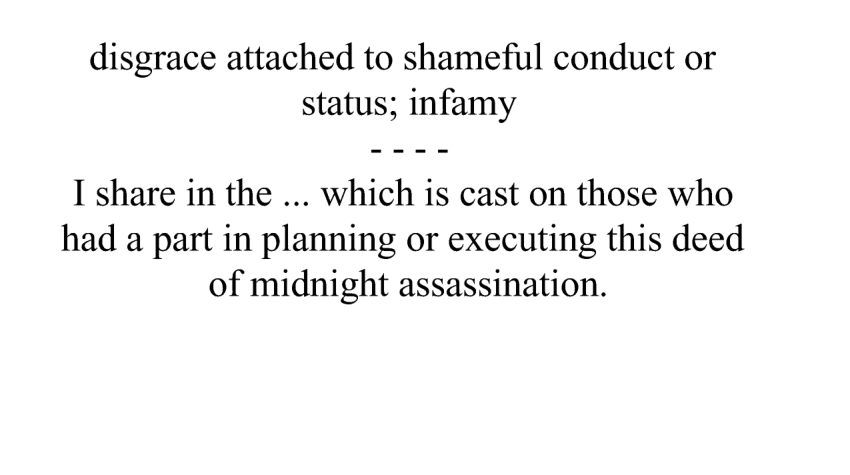 disgrace attached to shameful conduct or
status; infamy
- - - -
I share in the ... which is cast on those who
had a part in planning or executing this deed
of midnight assassination.